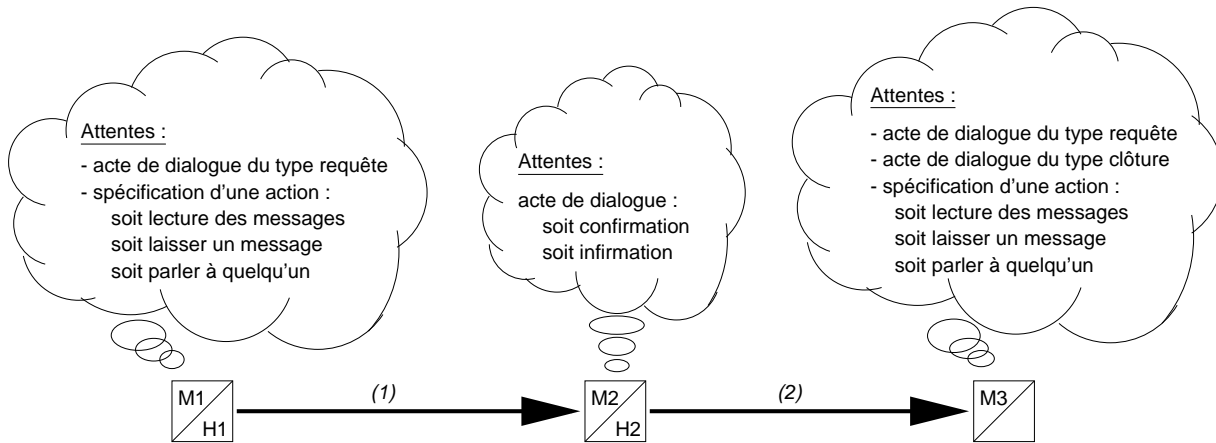 Attentes :
- acte de dialogue du type requête
- spécification d'une action :
soit lecture des messages
soit laisser un message
soit parler à quelqu'un
Attentes :
acte de dialogue :
soit confirmation
soit infirmation
Attentes :
- acte de dialogue du type requête
- acte de dialogue du type clôture
- spécification d'une action :
soit lecture des messages
soit laisser un message
soit parler à quelqu'un
M1
H1
(1)
M2
H2
(2)
M3